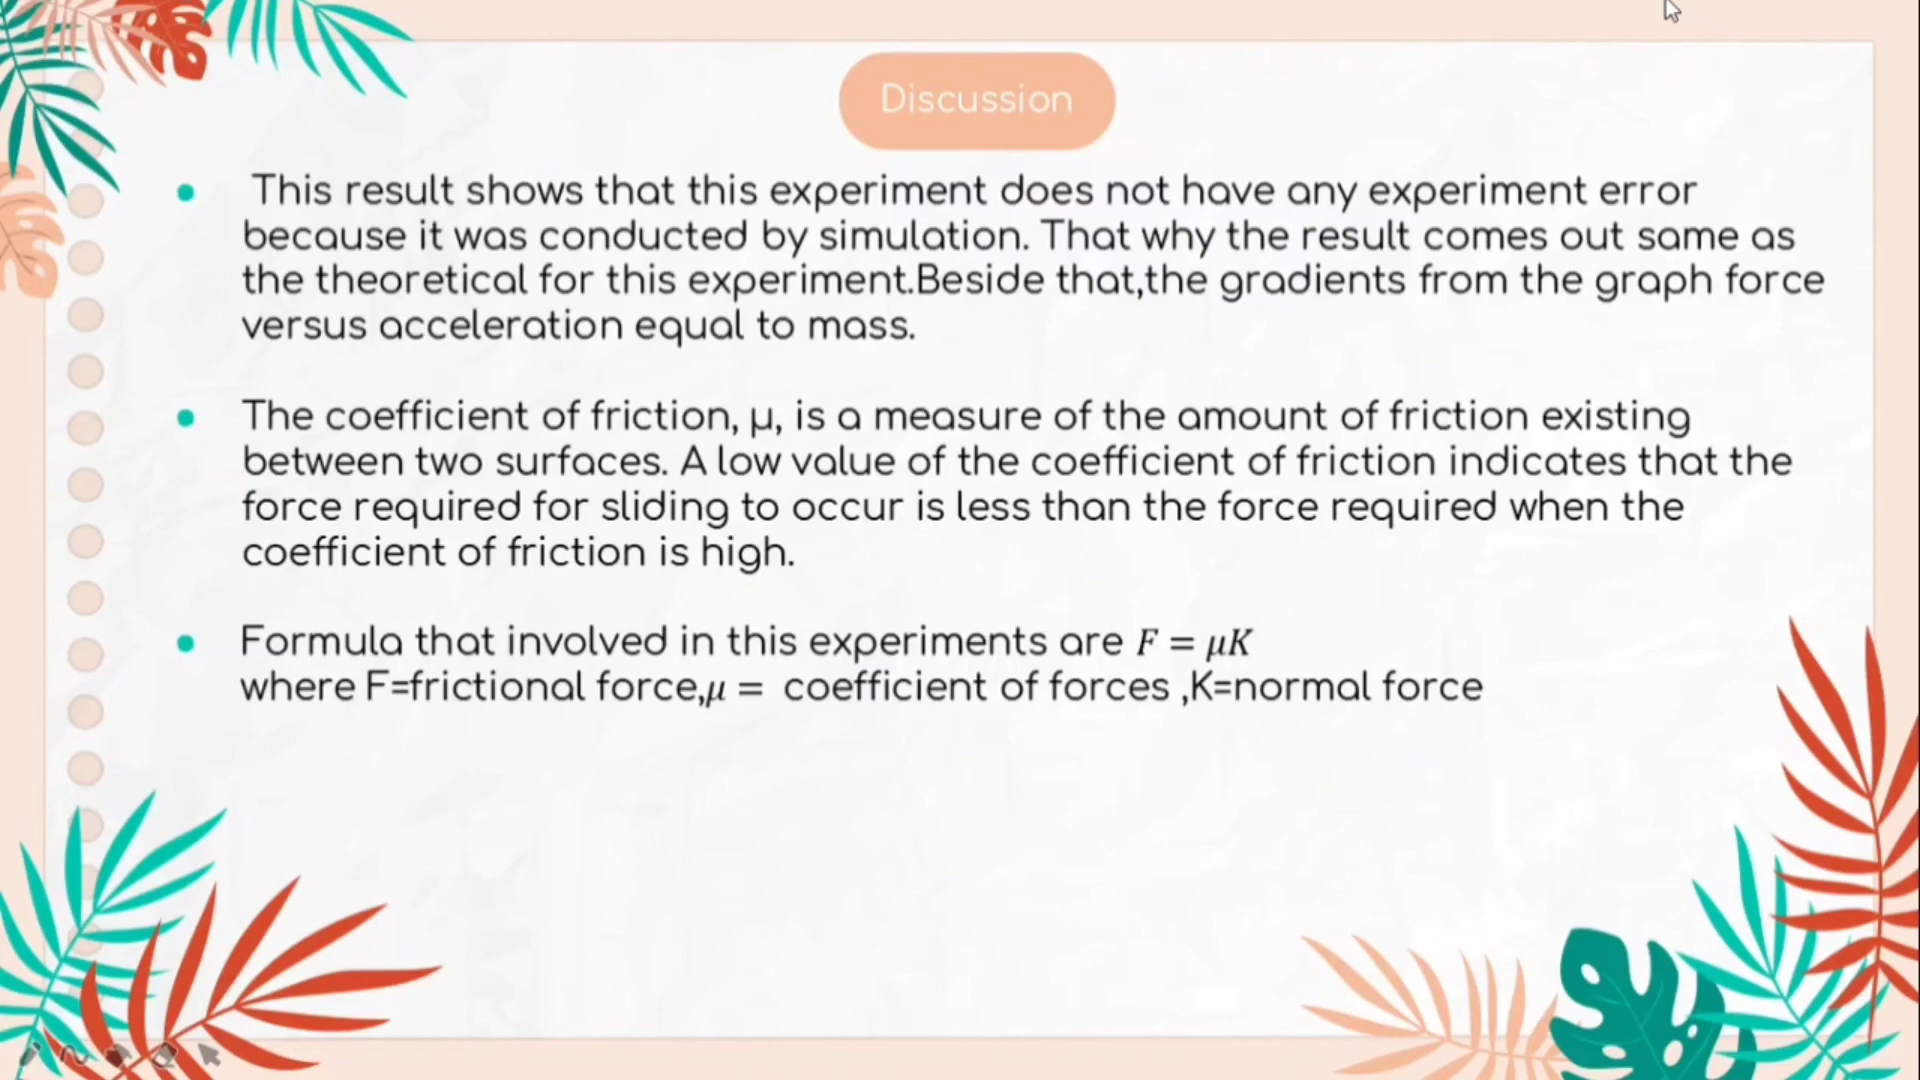 Discussion
This result shows that this experiment does not have any experiment error
because it was conducted by simulation. That why the result comes out same as
the theoretical for this experiment.Beside that,the gradients from the graph force
versus acceleration equal to mass.
The coefficient of friction, μ, is a measure of the amount of friction existing
between two surfaces. A low value of the coefficient of friction indicates that the
force required for sliding to occur is less than the force required when the
coefficient of friction is high.
Formula that involved in this experiments are F = μK
where F=frictional force,μ = coefficient of forces ,K=normal force